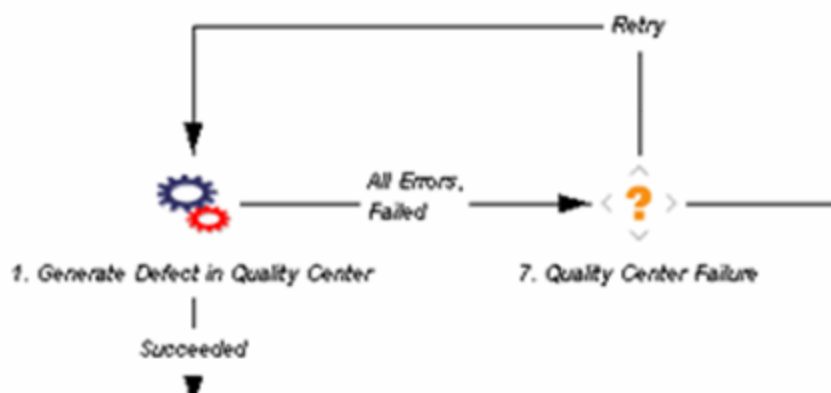 Retry
All Errors,
Failed
?
1. Generate Defect in Quality Center
7. Quality Center Failure
Succeeded